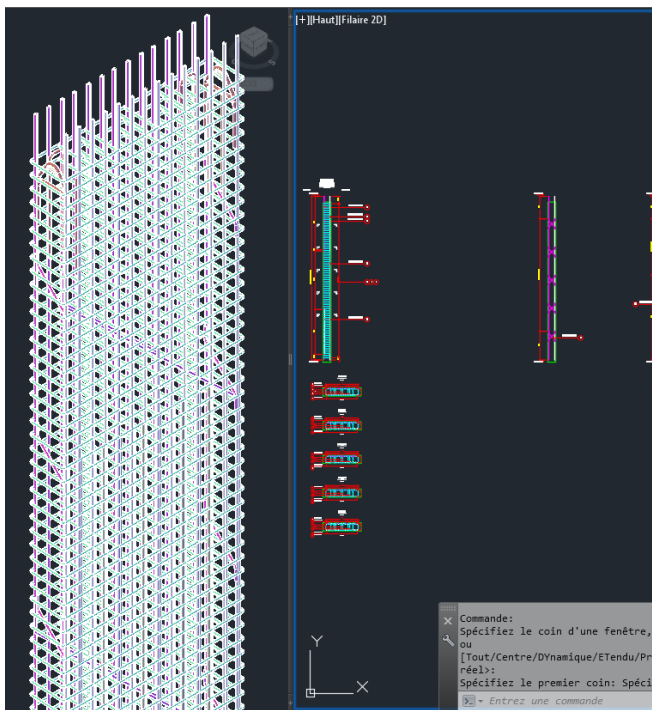 [+][Haut][Filaire 2D]
Y
X
Commande:
Spécifiez le coin d'une fenêtre,
ou
[Tout/Centre/DYnamique/ETendu/Pr
réel>:
Spécifiez le premier coin: Spéci
Entrez une commande